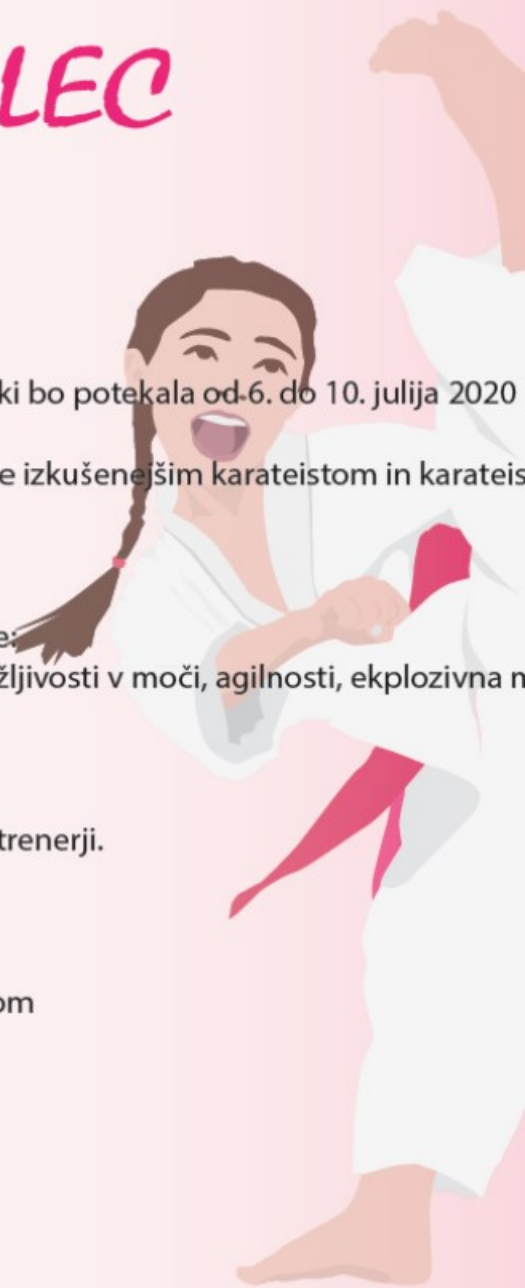 LEC
ki bo potekala od 6. do 10. julija 2020
e izkušenejšim karateistom in karateis
e:
žljivosti v moči, agilnosti, ekplozivna m
trenerji.
om